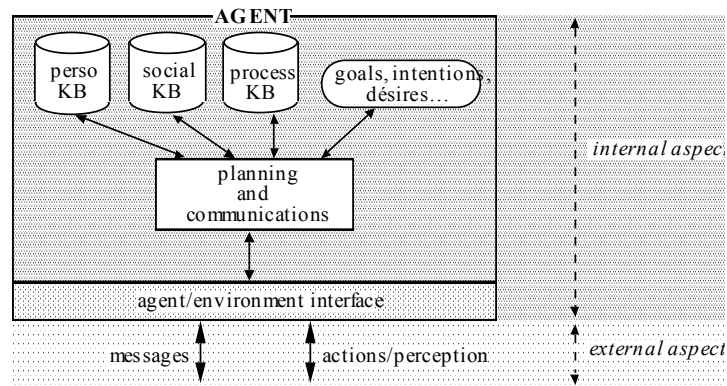 AGENT
perso
KB
social
KB
process
KB
goals, intentions,
désires...
planning
and
communications
internal aspect
agent/environment interface
messages
actions/perception
external aspect